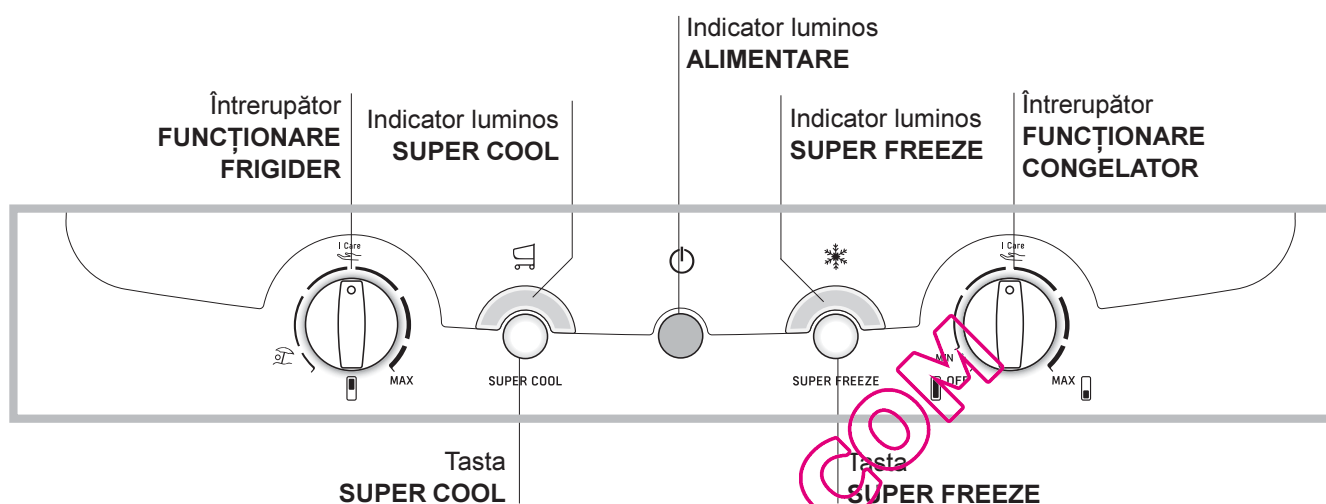 Indicator luminos
ALIMENTARE
Întrerupător
FUNCȚIONARE
FRIGIDER
Indicator luminos
SUPER COOL
Indicator luminos
SUPER FREEZE
Întrerupător
FUNCȚIONARE
CONGELATOR
I Care
I Care
MAX
SUPER COOL
SUPER FREEZE
MIN
OFF
MAX
COM
Tasta
SUPER COOL
Tasta
SUPER FREEZE